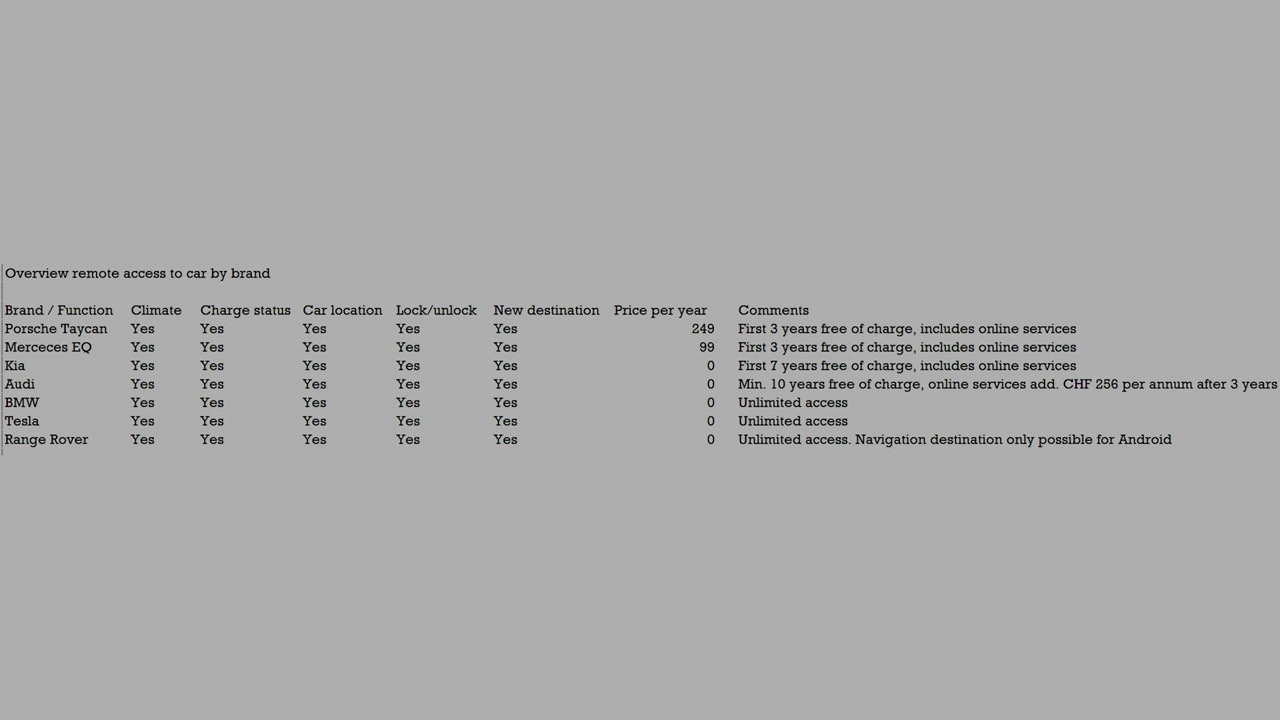 Overview remote access to car by brand
Brand / Function Climate Charge status Car location Lock/unlock New destination Price per year Comments
Porsche Taycan Yes Yes Yes Yes Yes 249 First 3 years free of charge, includes online services
Merceces EQ Yes Yes Yes Yes Yes 99 First 3 years free of charge, includes online services
Kia Yes Yes Yes Yes Yes 0 First 7 years free of charge, includes online services
Audi Yes Yes Yes Yes Yes 0 Min. 10 years free of charge, online services add. CHF 256 per annum after 3 years
BMW Yes Yes Yes Yes Yes 0 Unlimited access
Tesla Yes Yes Yes Yes Yes 0 Unlimited access
Range Rover Yes Yes Yes Yes Yes 0 Unlimited access. Navigation destination only possible for Android